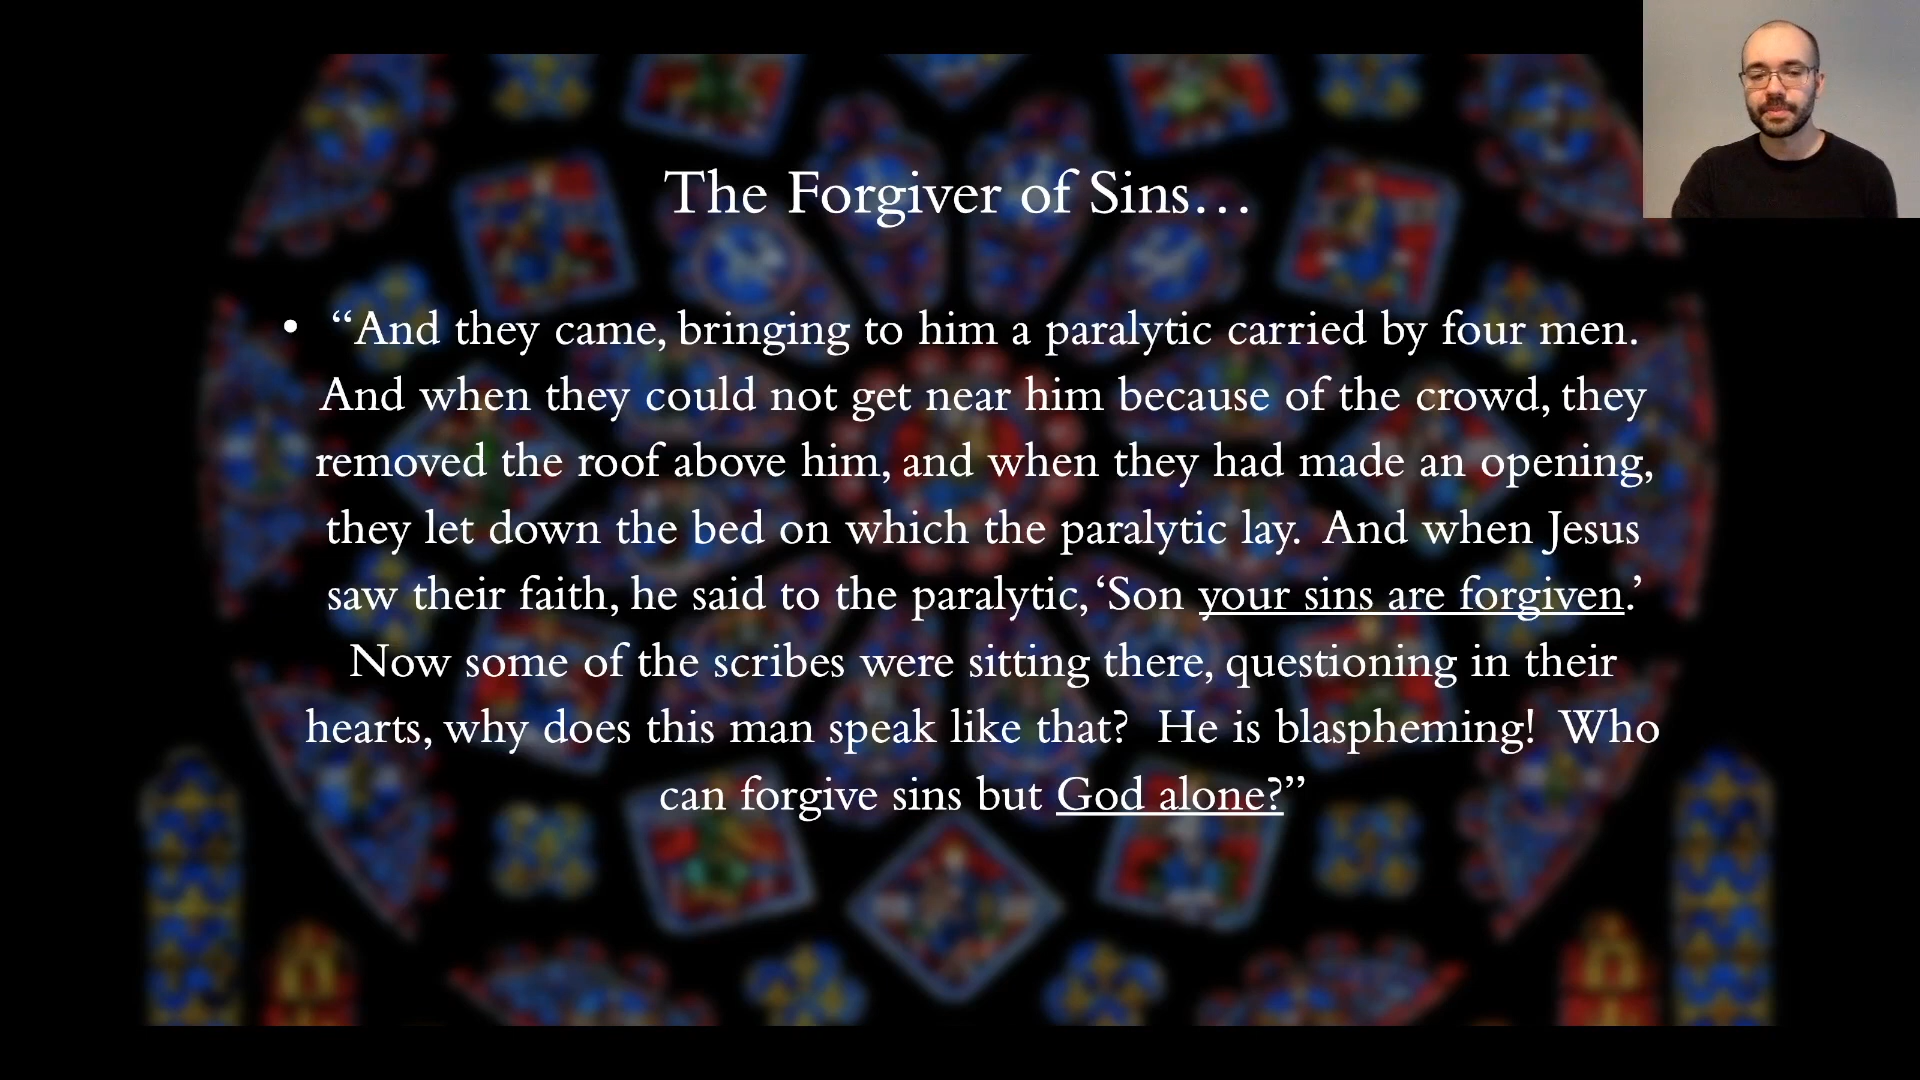 The Forgiver of Sins…
• “And they came, bringing to him a paralytic carried by four men.
And when they could not get near him because of the crowd, they
removed the roof above him, and when they had made an opening,
they let down the bed on which the paralytic lay.  And when Jesus
saw their faith, he said to the paralytic, ‘Son your sins are forgiven.’
Now some of the scribes were sitting there, questioning in their
hearts, why does this man speak like that?  He is blaspheming!  Who
can forgive sins but God alone?”